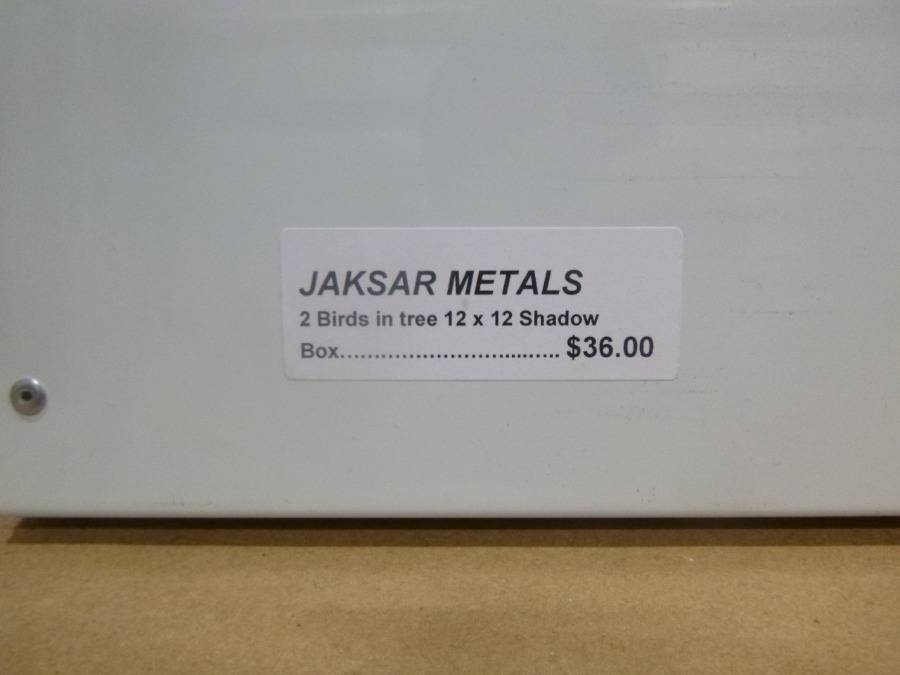 JAKSAR METALS
2 Birds in tree 12 x 12 Shadow
Box................................. $36.00